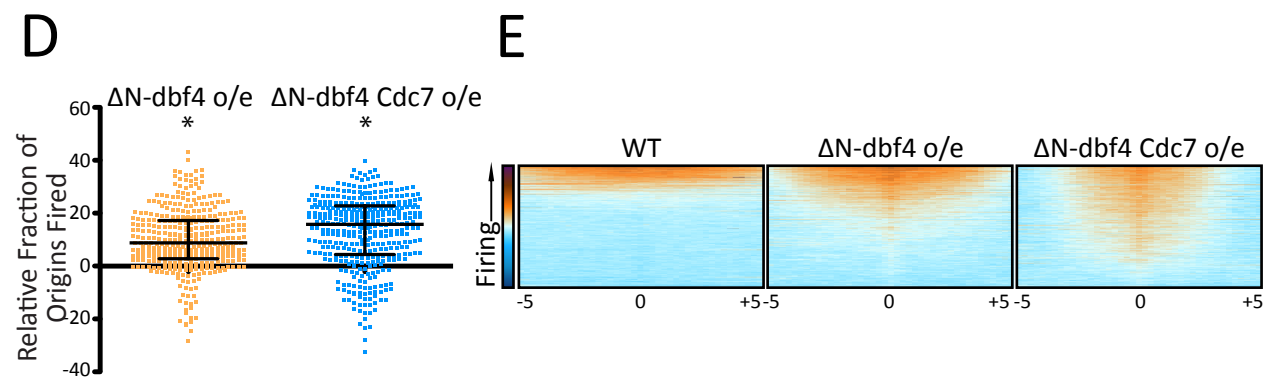 D
ΔN-dbf4 o/e ΔN-dbf4 Cdc7 o/e
* *
Relative Fraction of
Origins Fired
60
40
20
0
-20
-40
E
WT ΔN-dbf4 o/e ΔN-dbf4 Cdc7 o/e
Firing
-5 0 +5 -5 0 +5 -5 0 +5